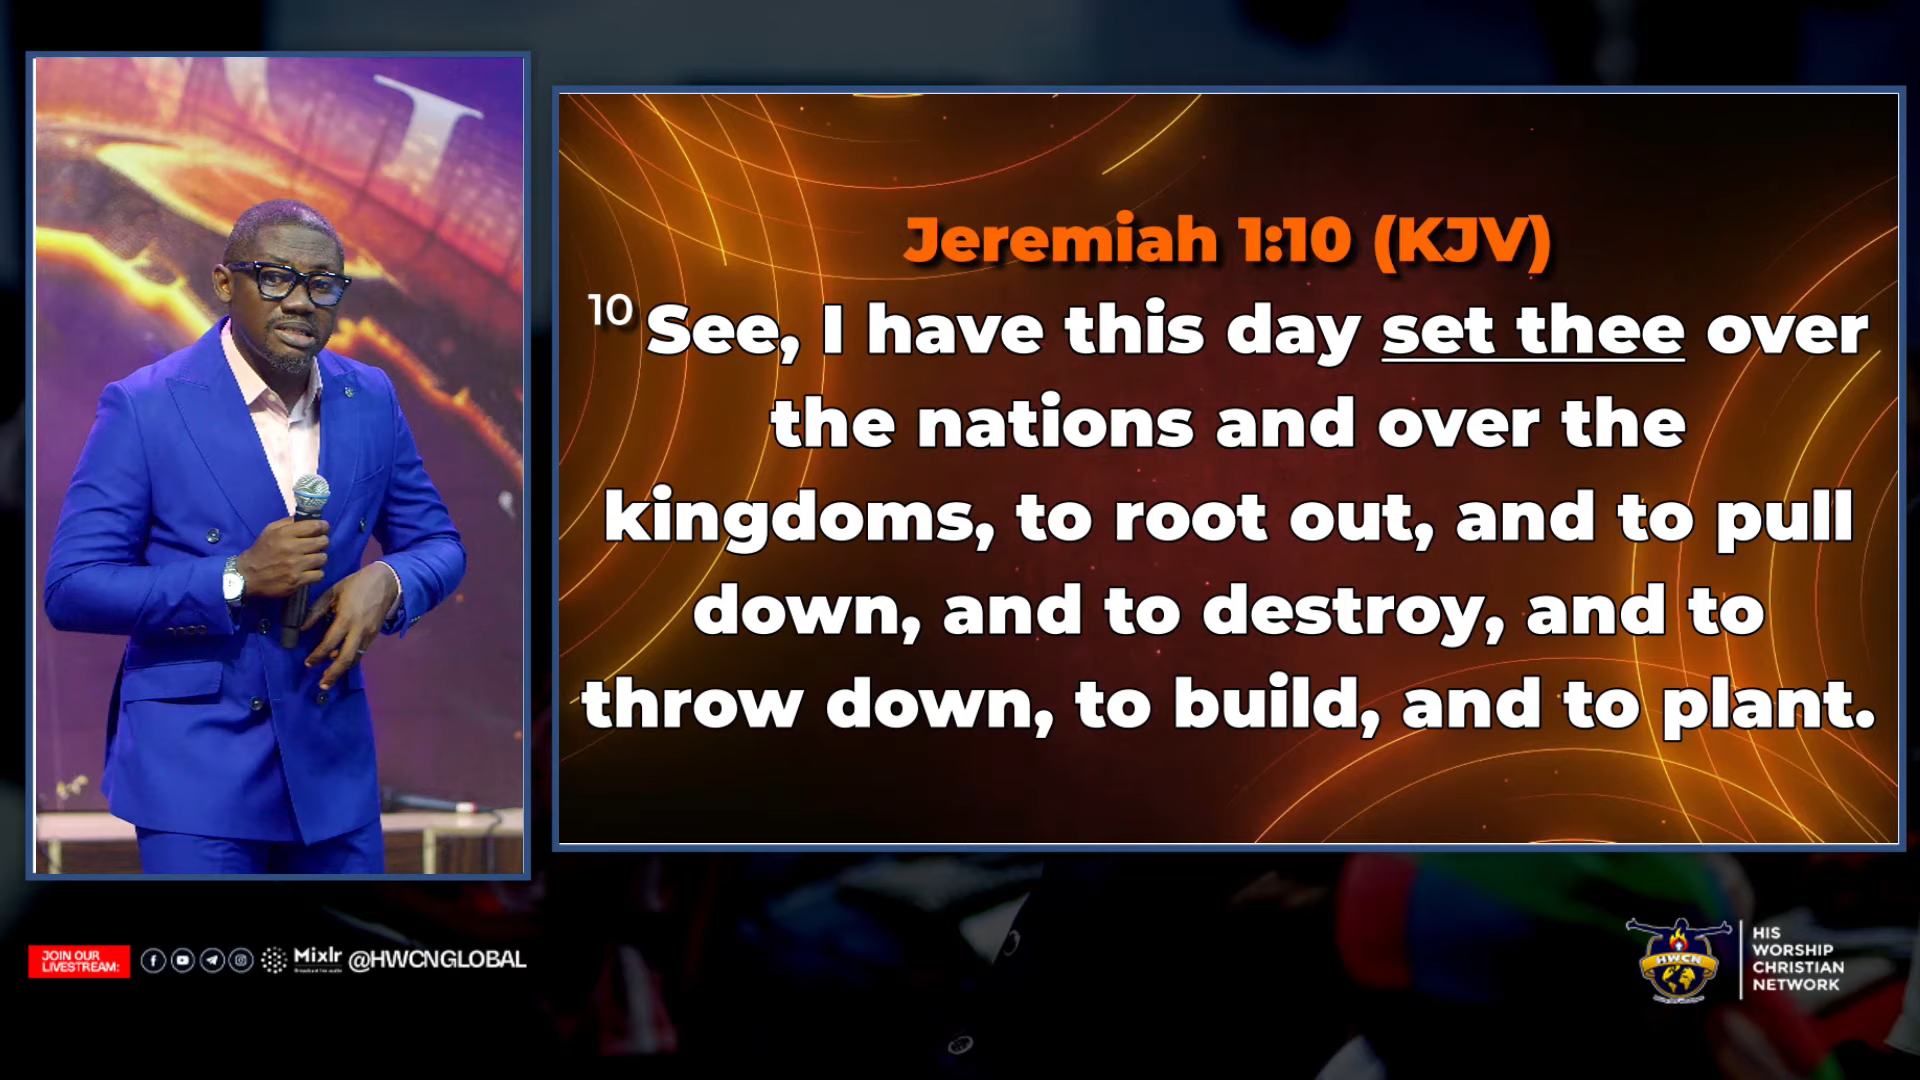 Jeremiah 1:10 (KJV)
10 See, I have this day set thee over
the nations and over the
kingdoms, to root out, and to pull
down, and to destroy, and to
throw down, to build, and to plant.
JOIN OUR
LIVESTREAM:
Mixlr
@HWCNGLOBAL
HWCN
HIS
WORSHIP
CHRISTIAN
NETWORK